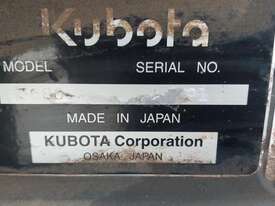 Kubota
MODEL SERIAL NO.
MADE IN JAPAN
KUBOTA Corporation
OSAKA JAPAN